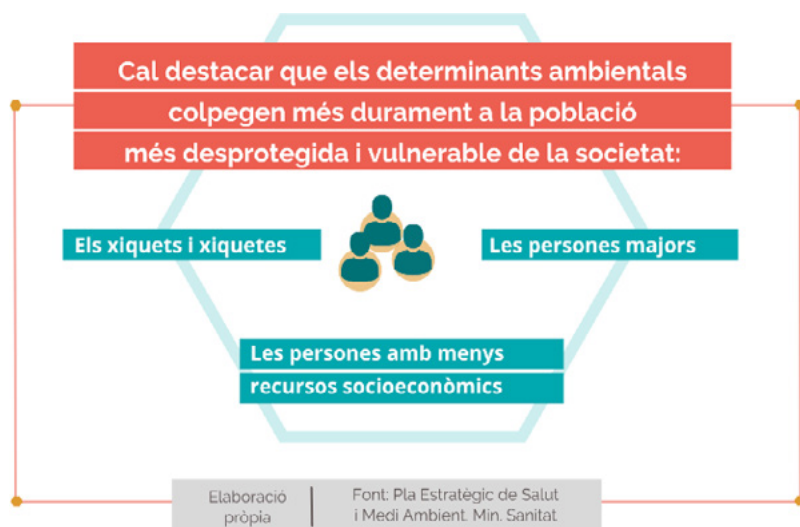 Cal destacar que els determinants ambientals
colpegen més durament a la població
més desprotegida i vulnerable de la societat:
Els xiquets i xiquetes
Les persones majors
Les persones amb menys
recursos socioeconòmics
Elaboració
pròpia
Font: Pla Estratègic de Salut
i Medi Ambient. Min. Sanitat